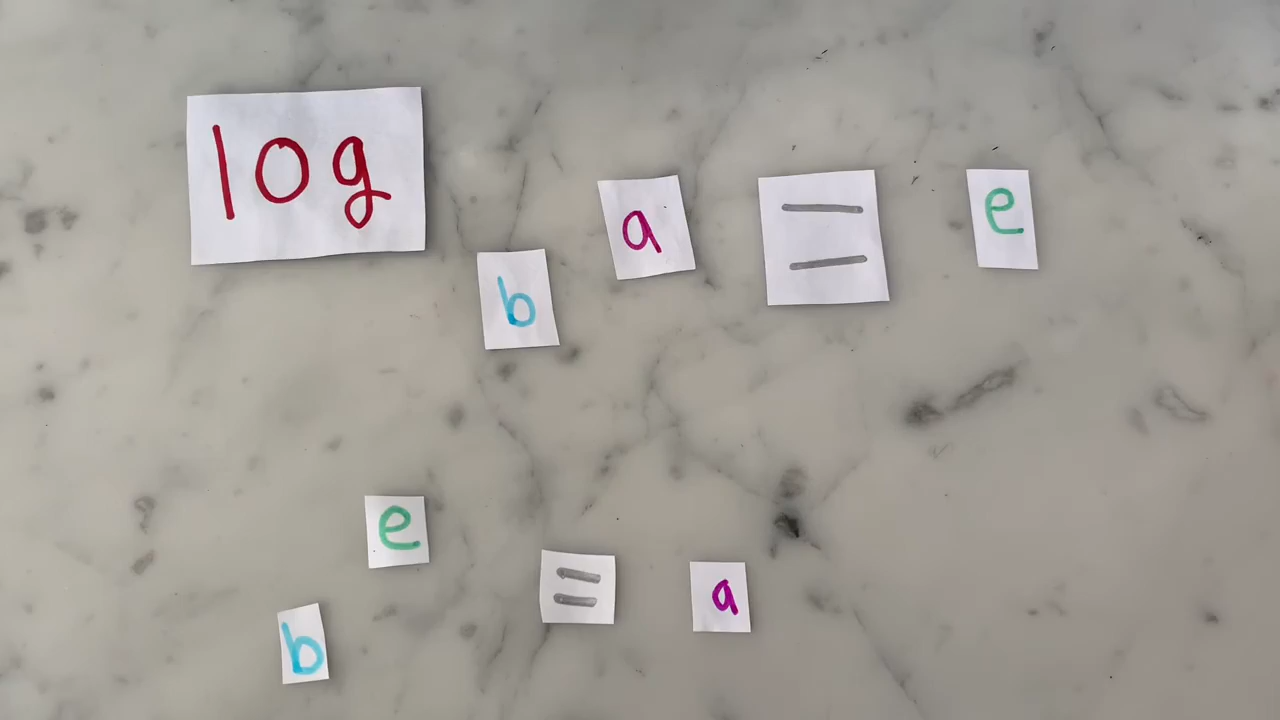 log b a = e
b e = a